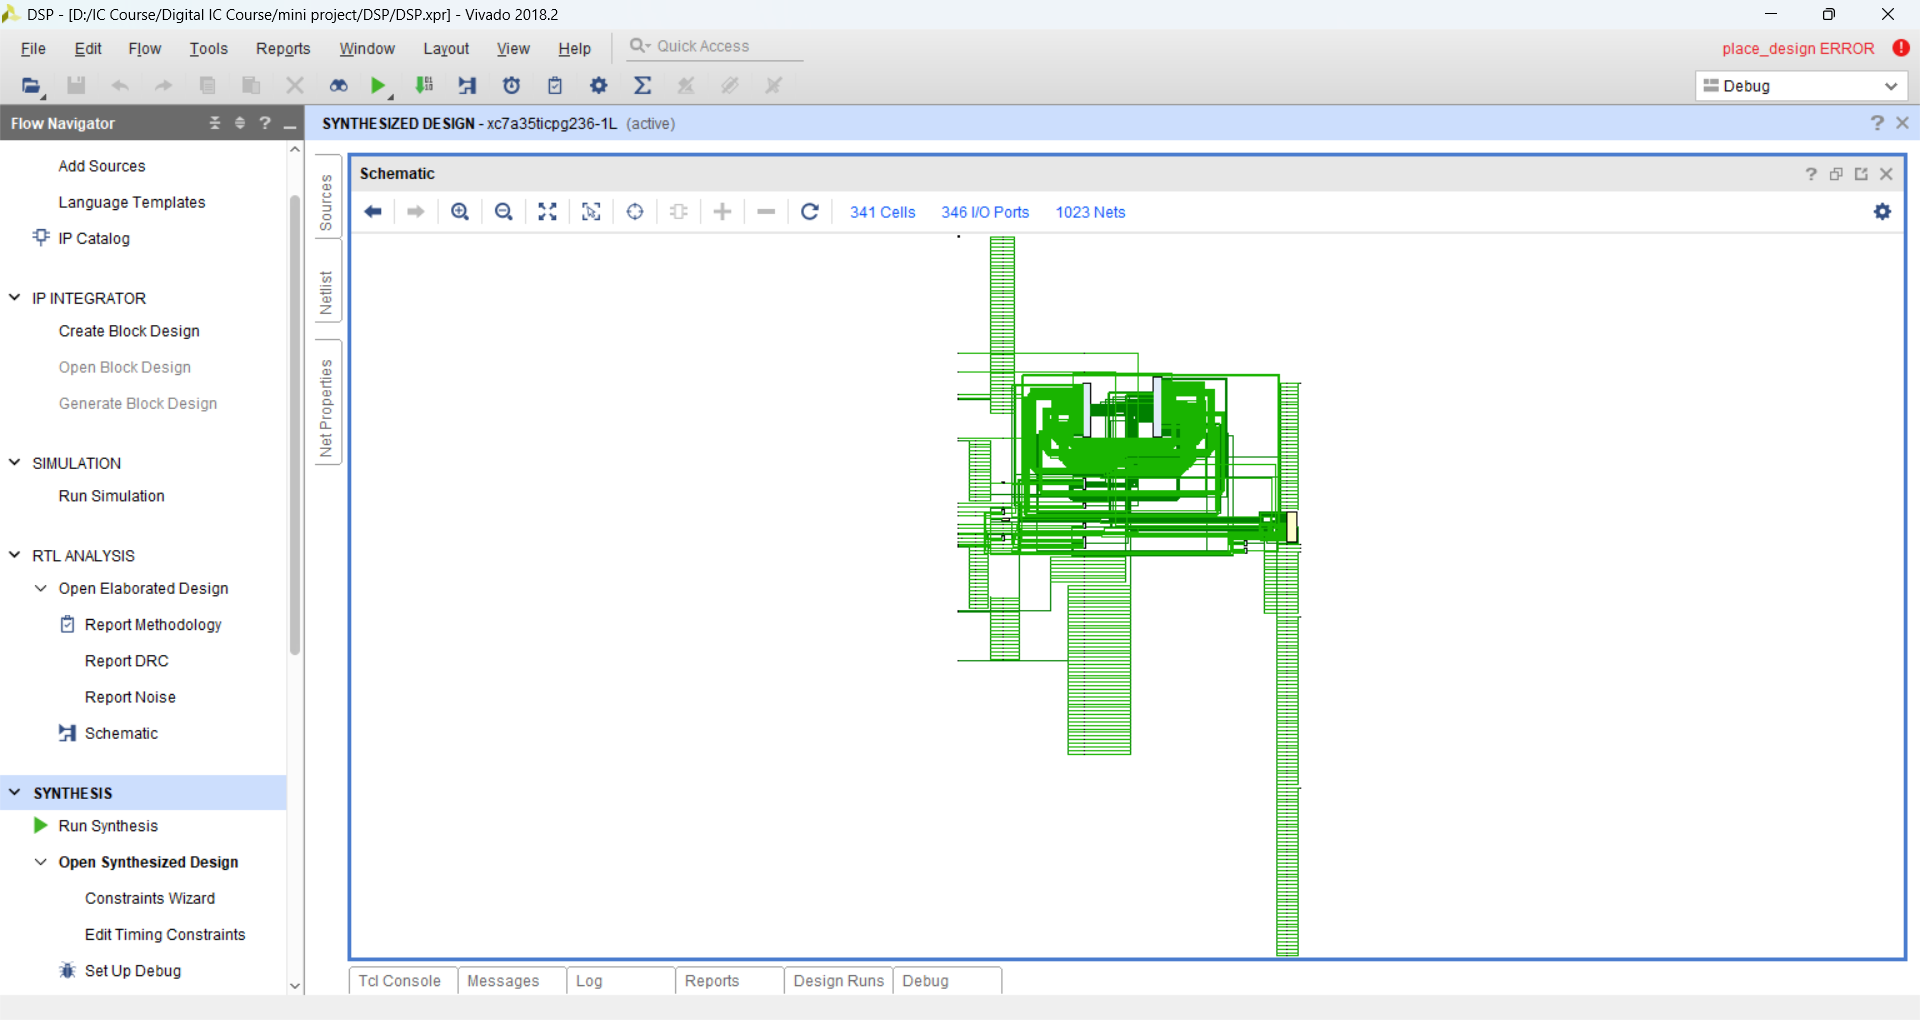 DSP - [D:/IC Course/Digital IC Course/mini project/DSP/DSP.xpr] - Vivado 2018.2
File Edit Flow Tools Reports Window Layout View Help Quick Access
place_design ERROR
Debug
Flow Navigator
SYNTHESIZED DESIGN - xc7a35ticpg236-1L (active)
Add Sources
Language Templates
IP Catalog
IP INTEGRATOR
Create Block Design
Open Block Design
Generate Block Design
SIMULATION
Run Simulation
RTL ANALYSIS
Open Elaborated Design
Report Methodology
Report DRC
Report Noise
Schematic
SYNTHESIS
Run Synthesis
Open Synthesized Design
Constraints Wizard
Edit Timing Constraints
Set Up Debug
Sources
Netlist
Net Properties
Schematic
341 Cells 346 I/O Ports 1023 Nets
Tcl Console Messages Log Reports Design Runs Debug